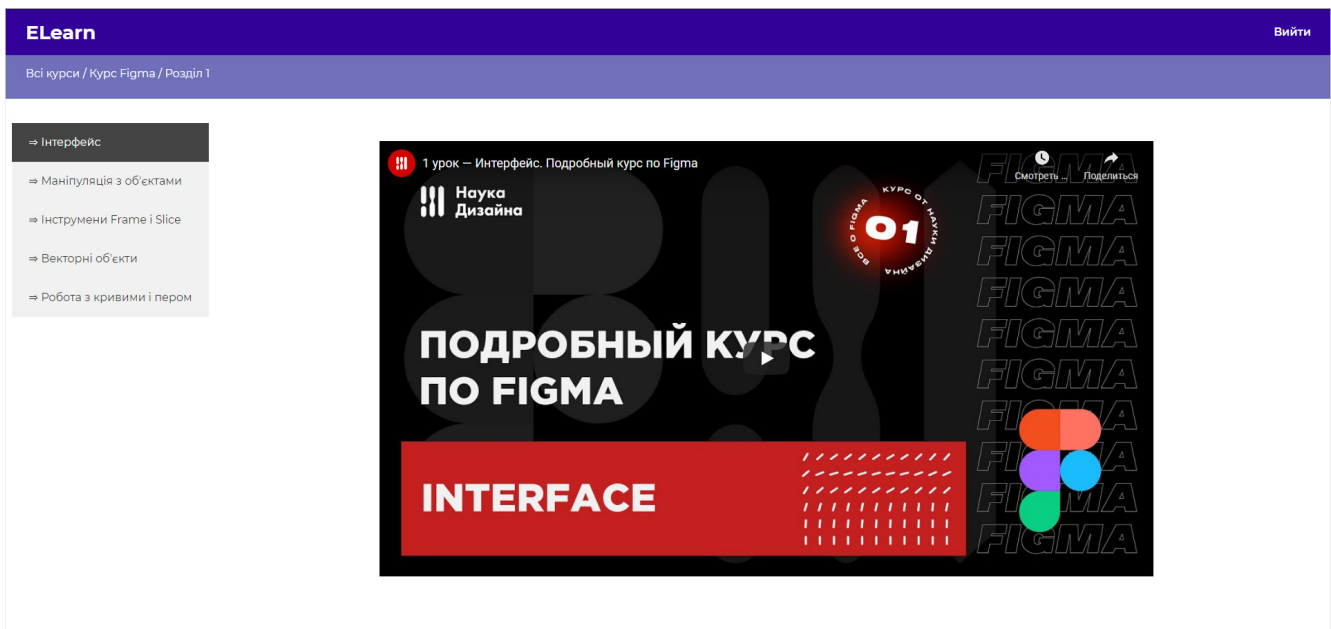 ELearn
Вийти
Всі курси / Курс Figma / Розділ 1
⇒ Інтерфейс
⇒ Маніпуляція з об'єктами
⇒ Інструмени Frame і Slice
⇒ Векторні об'єкти
⇒ Робота з кривими і пером
1 урок — Интерфейс. Подробный курс по Figma
Смотреть ...
Поделиться
Наука
Дизайна
КУРС ОТ НАУКИ ДИЗАЙНА
ВСЕ О FIGMA
01
ПОДРОБНЫЙ КУРС
ПО FIGMA
INTERFACE
FIGMA
FIGMA
FIGMA
FIGMA
FIGMA
FIGMA
FIGMA
FIGMA
FIGMA
FIGMA